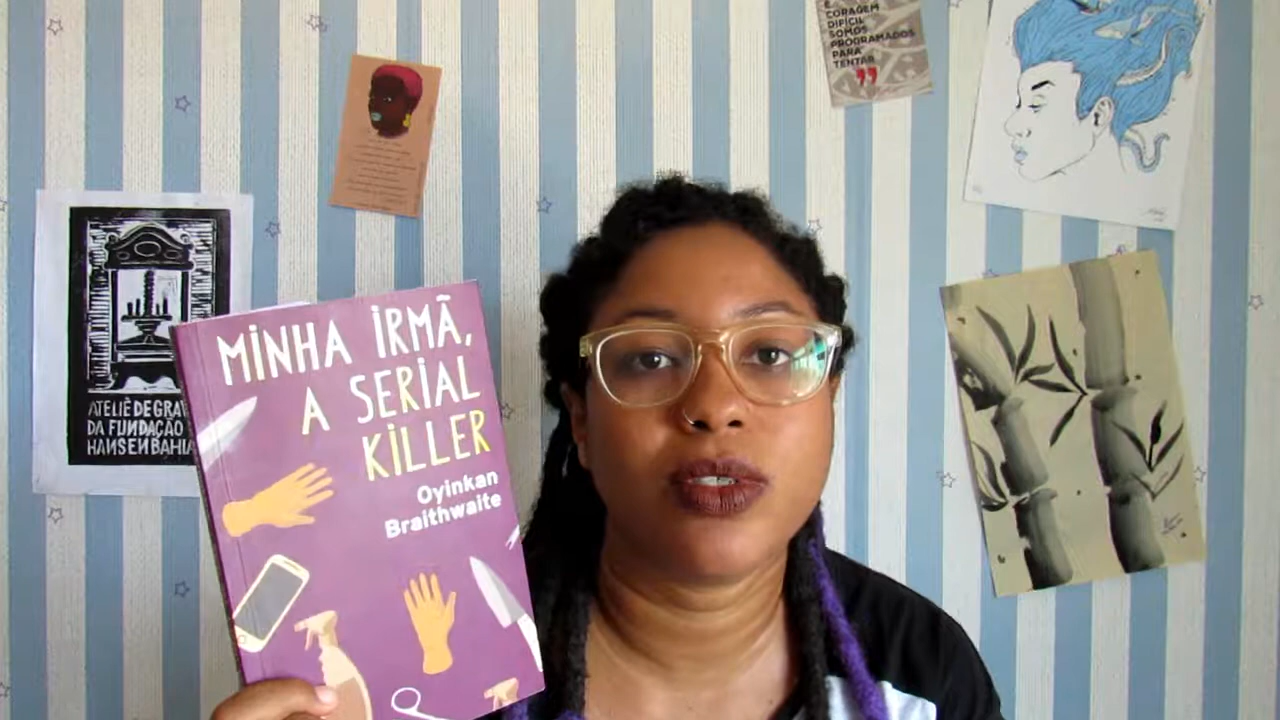 CORAGEM
DIFÍCIL
SOMOS
PROGRAMADOS
PARA
TENTAR
ATELIÊ DE GRAV
DA FUNDAÇÃO
HANSEN BAHIA
MINHA IRMÃ,
A SERIAL
KILLER
Oyinkan
Braithwaite